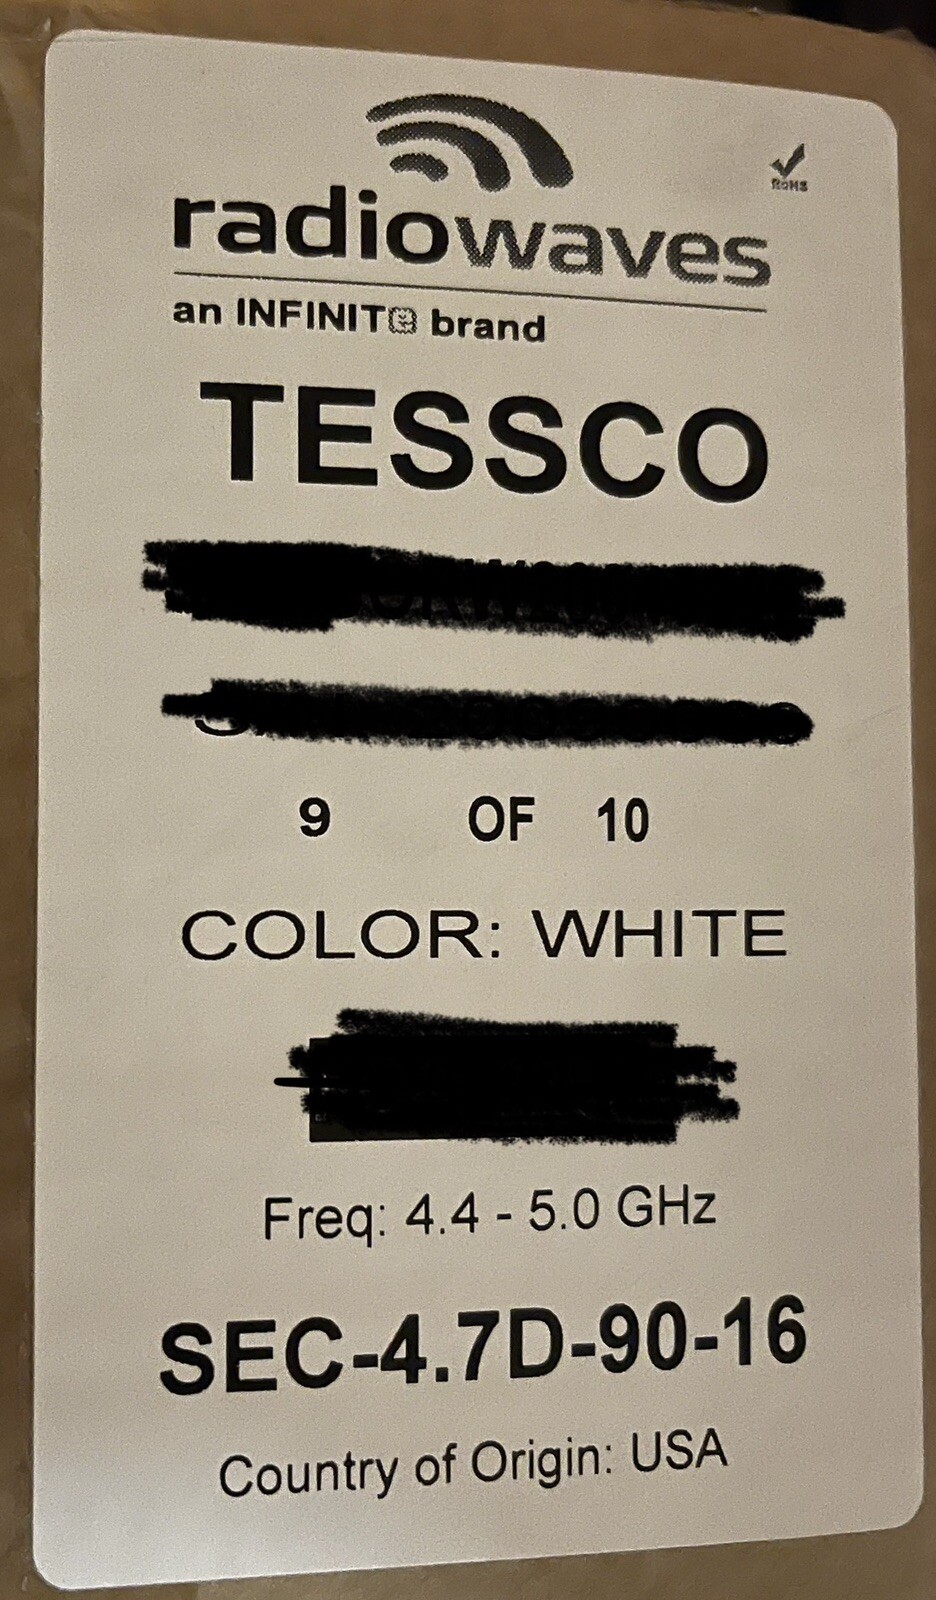 RoHS
radiowaves
an INFINITE brand
TESSCO
9 OF 10
COLOR: WHITE
Freq: 4.4 - 5.0 GHz
SEC-4.7D-90-16
Country of Origin: USA